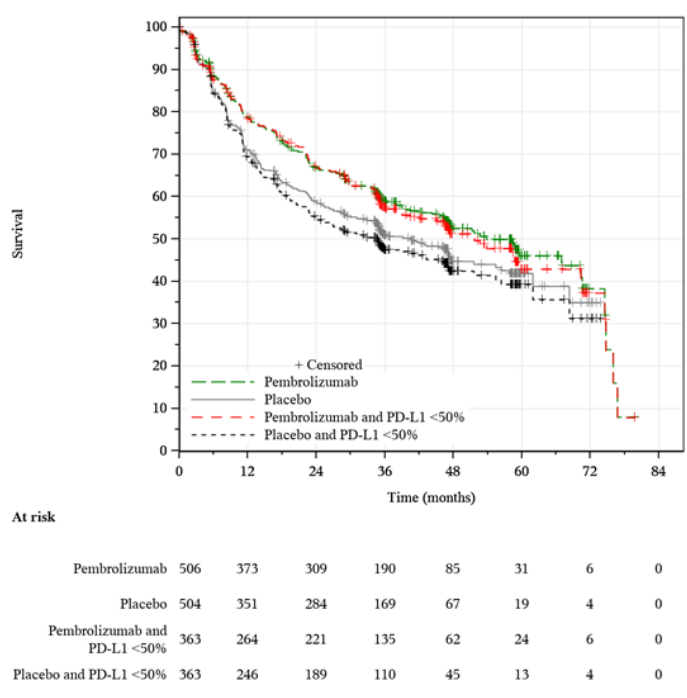 100
90
80
70
60
50
40
30
20
10
0
Survival
+ Censored
Pembrolizumab
Placebo
Pembrolizumab and PD-L1 <50%
Placebo and PD-L1 <50%
0 12 24 36 48 60 72 84
Time (months)
At risk
Pembrolizumab 506 373 309 190 85 31 6 0
Placebo 504 351 284 169 67 19 4 0
Pembrolizumab and
PD-L1 <50% 363 264 221 135 62 24 6 0
Placebo and PD-L1 <50% 363 246 189 110 45 13 4 0